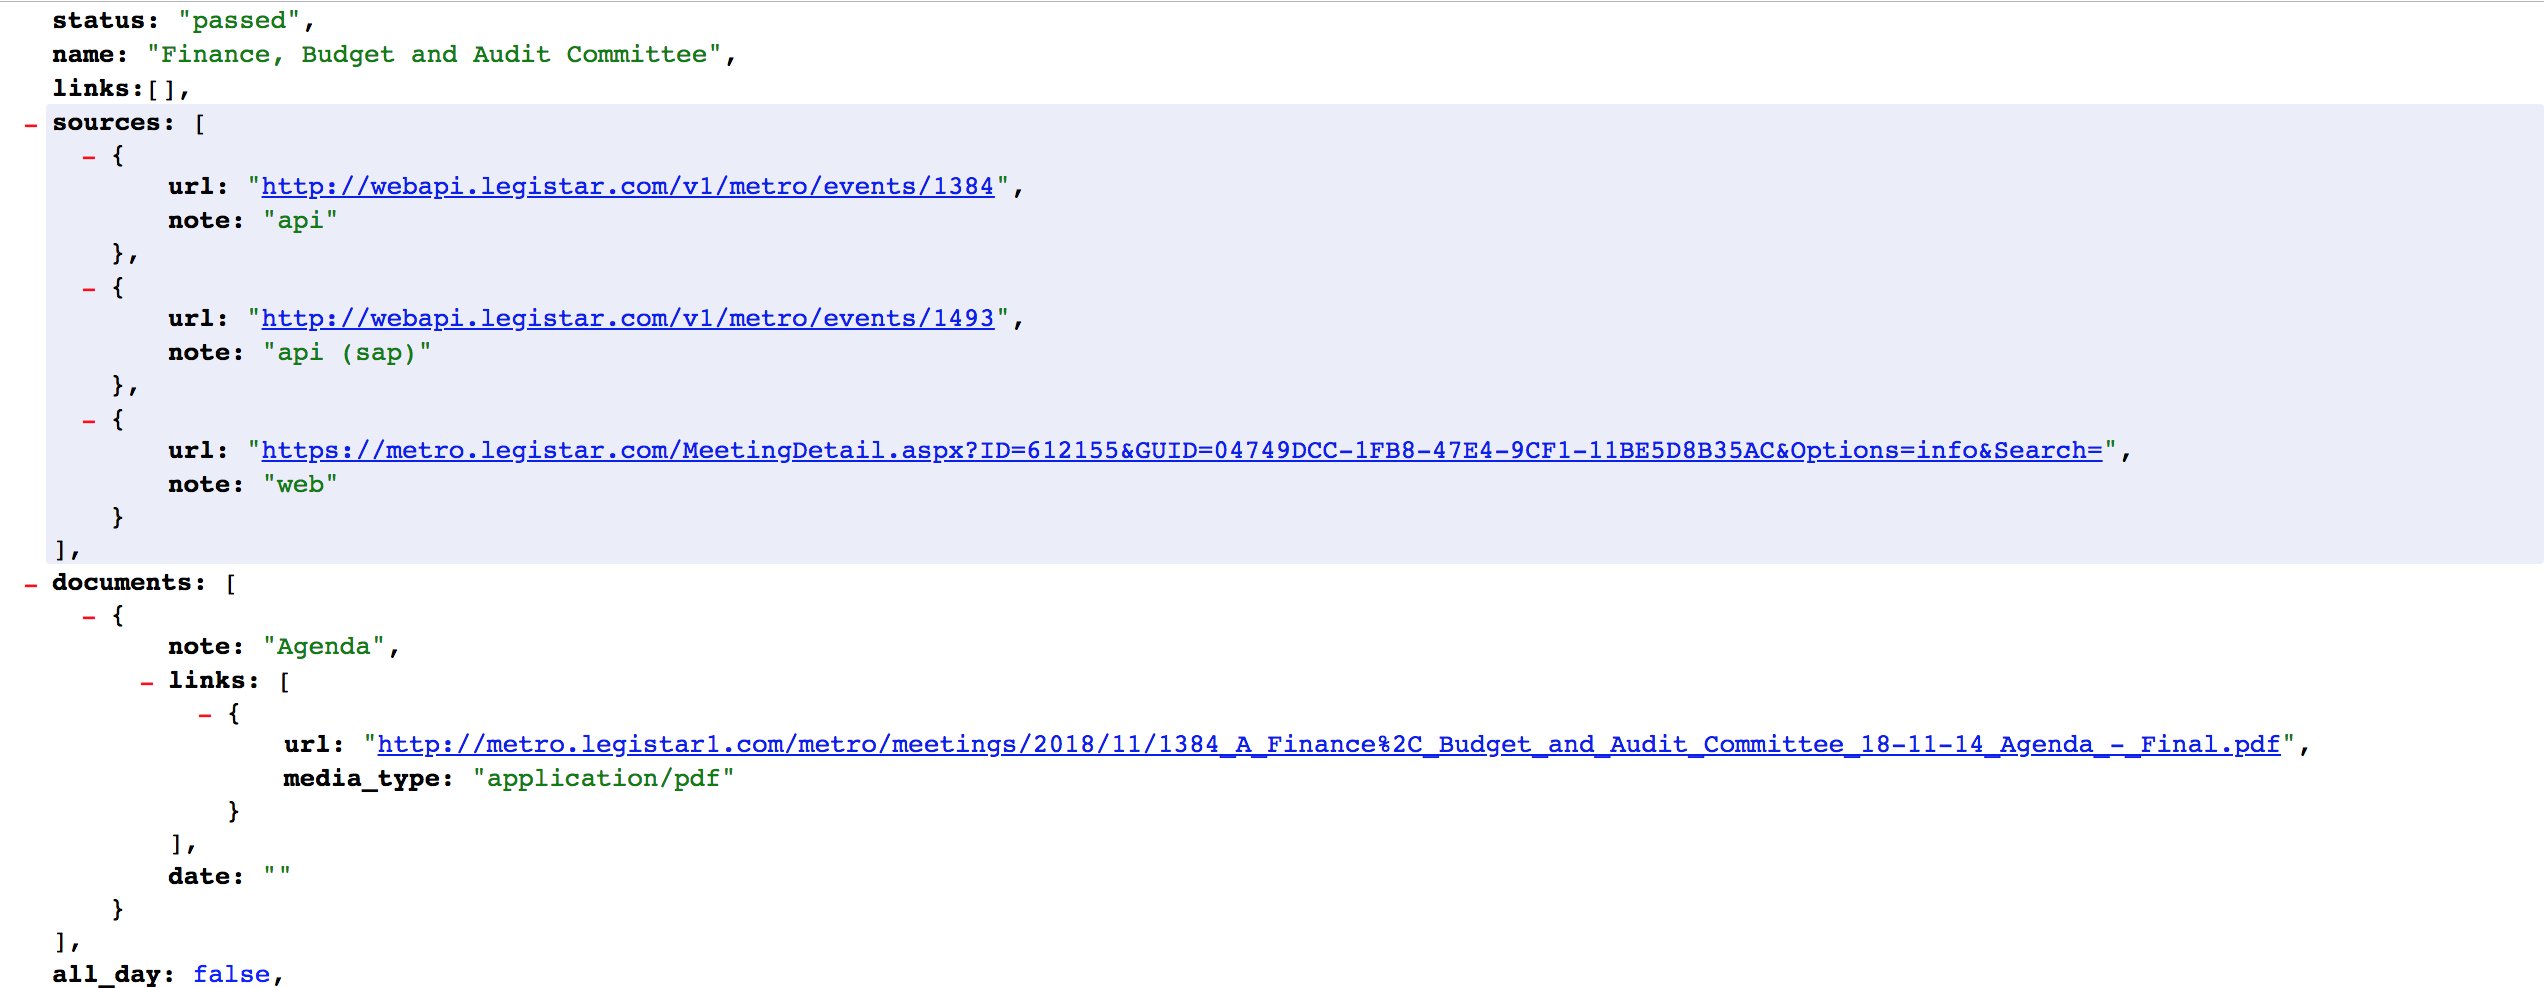 status: "passed",
name: "Finance, Budget and Audit Committee",
links:[],
- sources: [
- {
url: "http://webapi.legistar.com/v1/metro/events/1384",
note: "api"
},
- {
url: "http://webapi.legistar.com/v1/metro/events/1493",
note: "api (sap)"
},
- {
url: "https://metro.legistar.com/MeetingDetail.aspx?ID=612155&GUID=04749DCC-1FB8-47E4-9CF1-11BE5D8B35AC&Options=info&Search=",
note: "web"
}
],
- documents: [
- {
note: "Agenda",
- links: [
- {
url: "http://metro.legistar1.com/metro/meetings/2018/11/1384_A_Finance%2C_Budget_and_Audit_Committee_18-11-14_Agenda_-_Final.pdf",
media_type: "application/pdf"
}
],
date: ""
}
],
all_day: false,